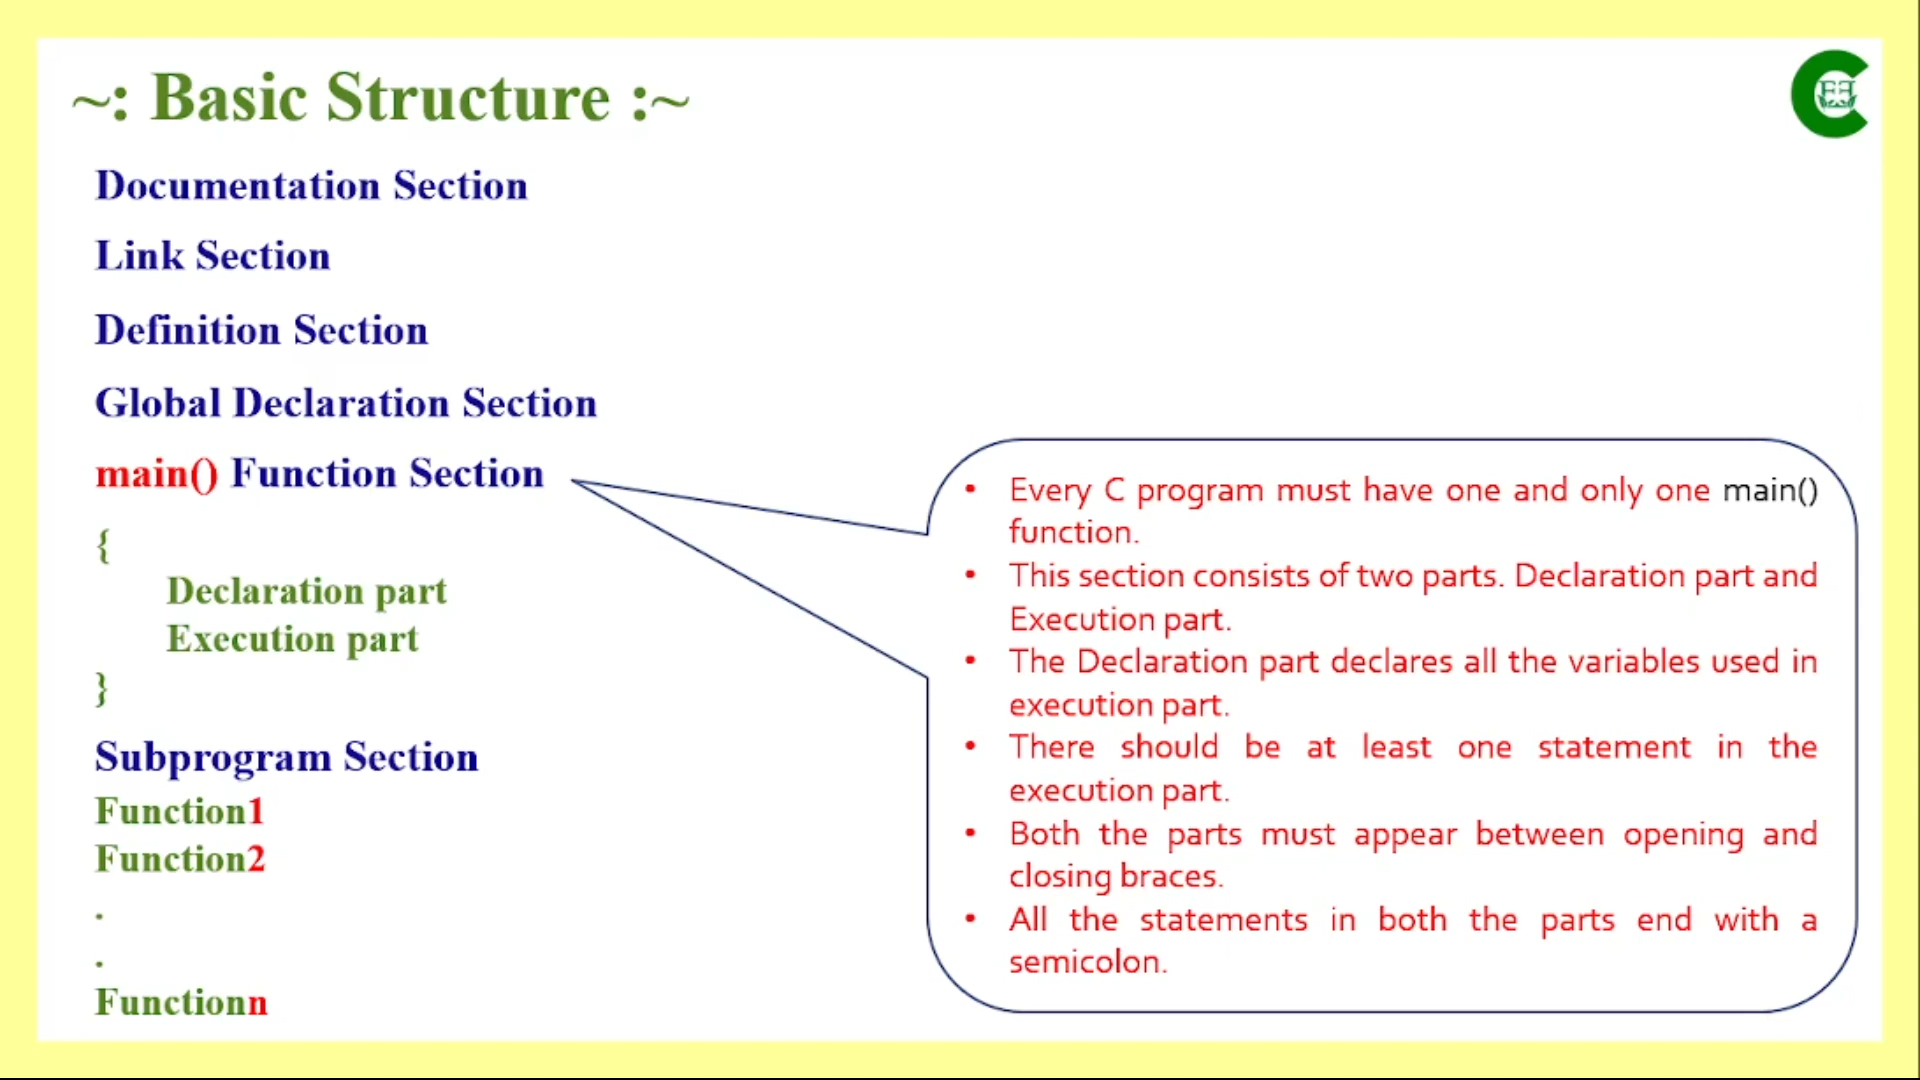 ~: Basic Structure :~
Documentation Section
Link Section
Definition Section
Global Declaration Section
main() Function Section
{
Declaration part
Execution part
}
Subprogram Section
Function1
Function2
.
.
Functionn
• Every C program must have one and only one main()
function.
• This section consists of two parts. Declaration part and
Execution part.
• The Declaration part declares all the variables used in
execution part.
• There should be at least one statement in the
execution part.
• Both the parts must appear between opening and
closing braces.
• All the statements in both the parts end with a
semicolon.